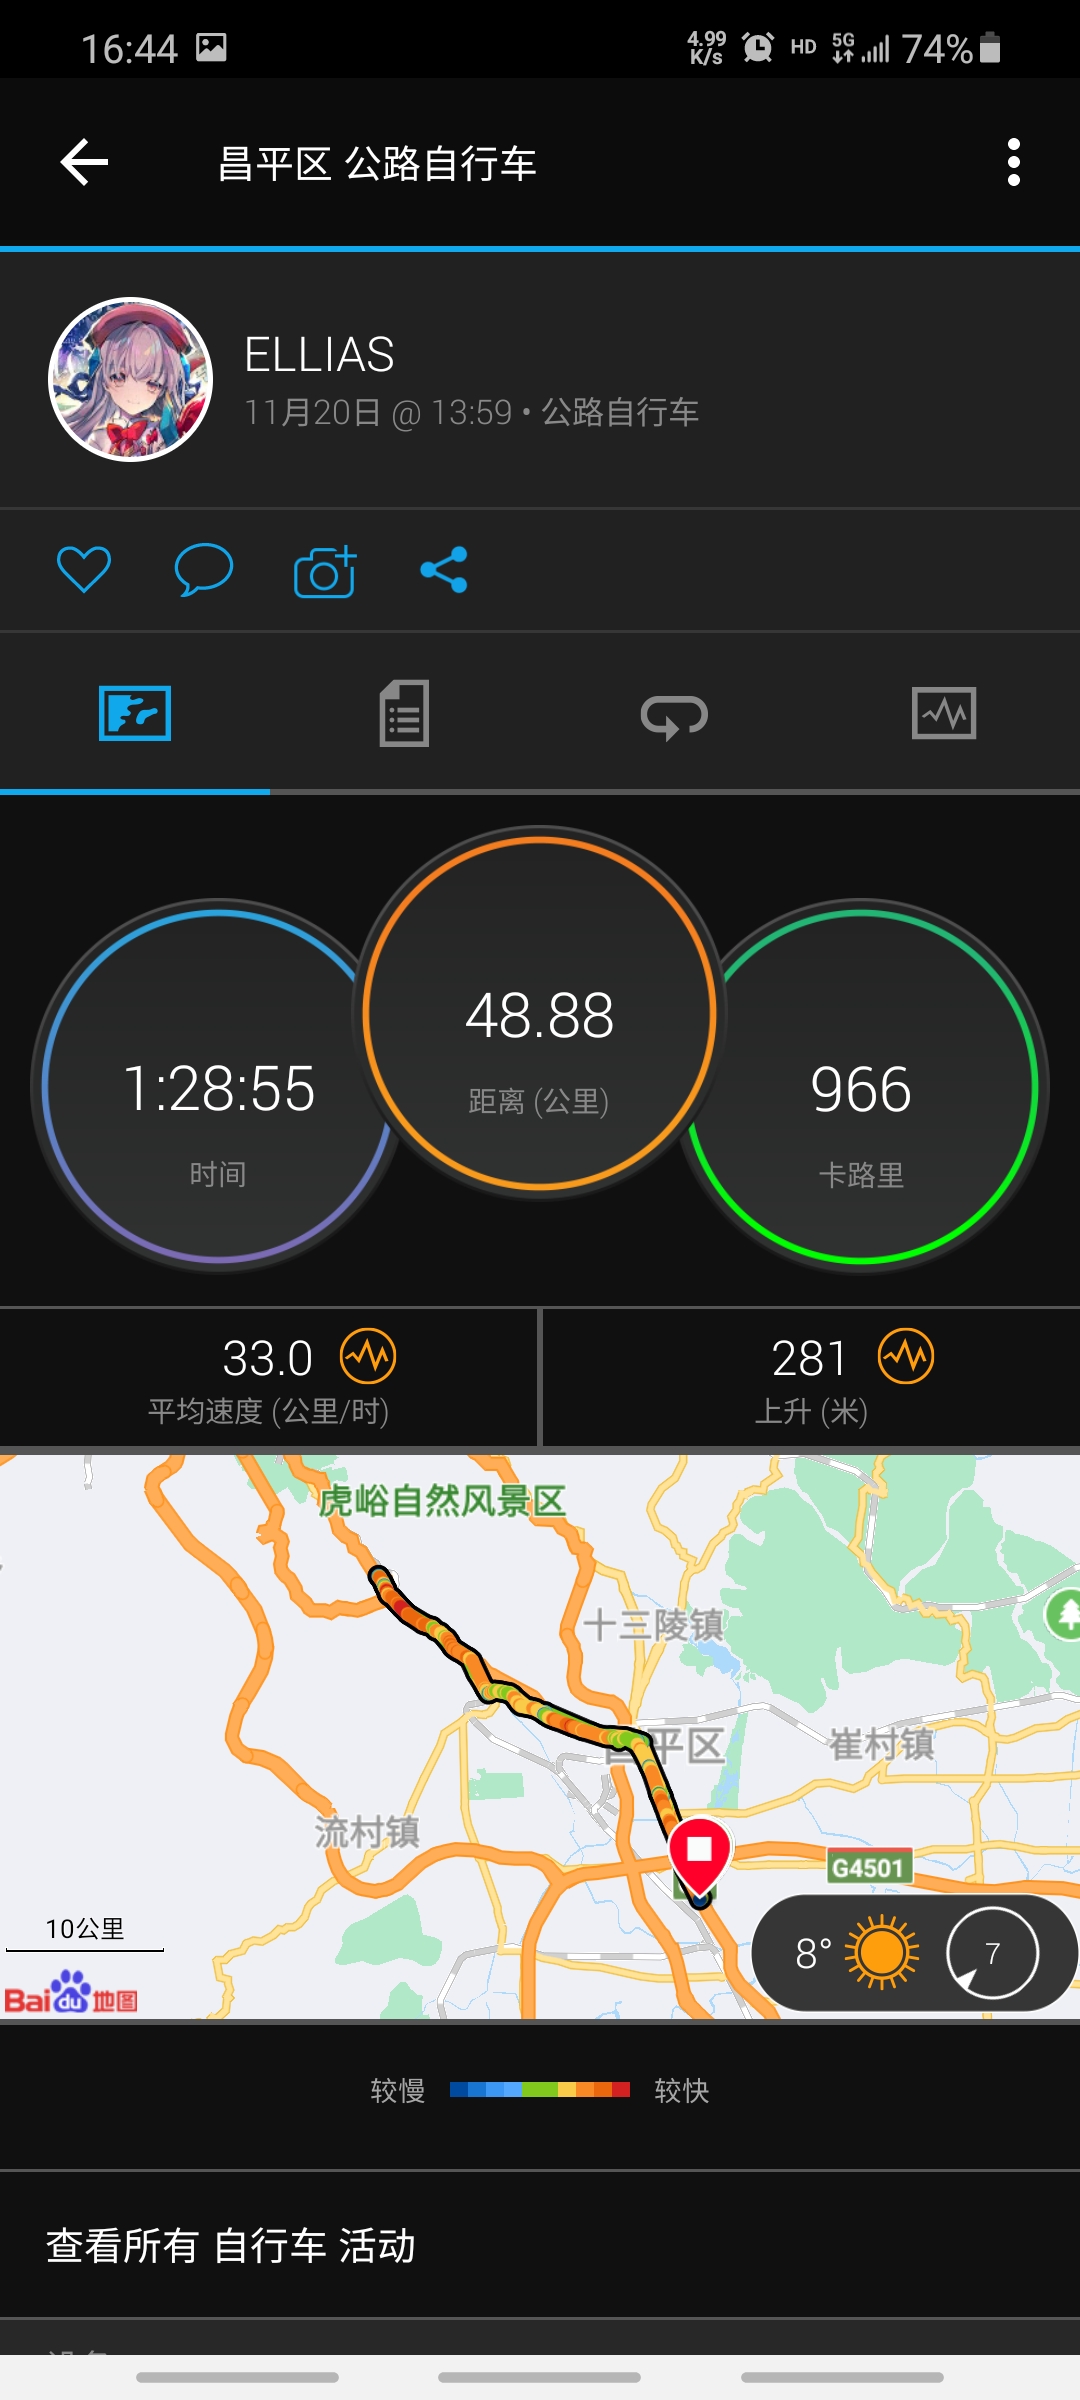 16:44
4.99 K/s HD 5G 74%
昌平区 公路自行车
ELLIAS
11月20日 @ 13:59 • 公路自行车
48.88
距离 (公里)
1:28:55
时间
966
卡路里
33.0
平均速度 (公里/时)
281
上升 (米)
虎峪自然风景区
十三陵镇
昌平区
崔村镇
流村镇
G4501
10公里
8°
7
Bai du 地图
较慢
较快
查看所有 自行车 活动